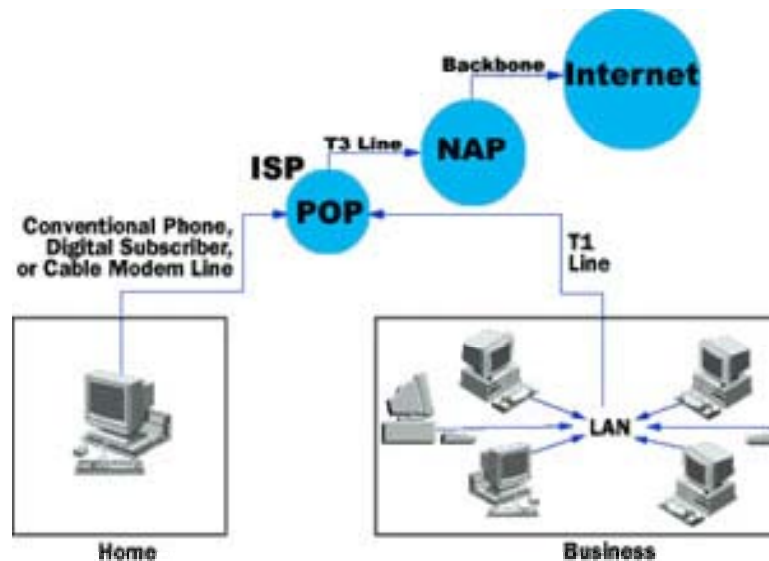 Backbone
Internet
T3 Line
NAP
ISP
POP
Conventional Phone,
Digital Subscriber,
or Cable Modem Line
T1
Line
LAN
Home
Business